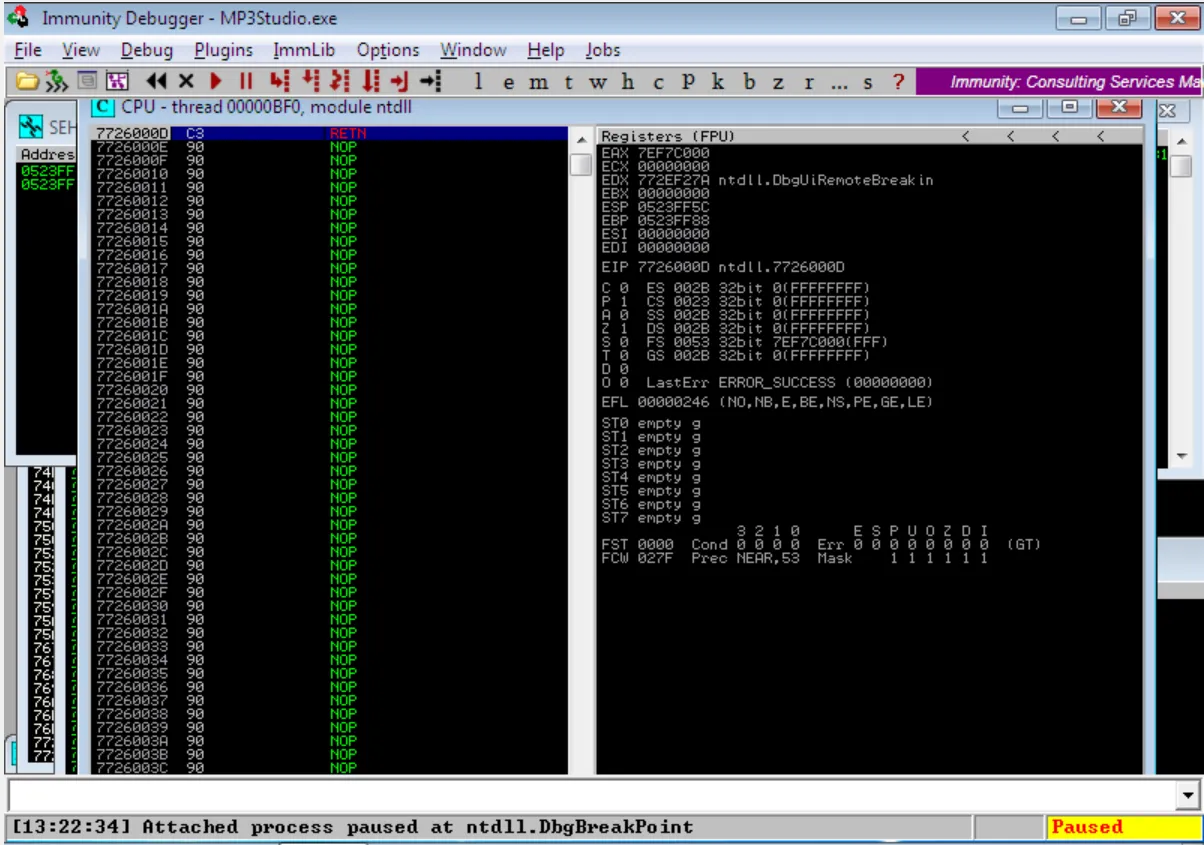 Immunity Debugger - MP3Studio.exe
File View Debug Plugins ImmLib Options Window Help Jobs
l e m t w h c p k b z r ... s ?
Immunity: Consulting Services Ma
CPU - thread 00000BF0, module ntdll
SEH
Addres
0523FF
0523FF
7726000D C3 RETN
7726000E 90 NOP
7726000F 90 NOP
77260010 90 NOP
77260011 90 NOP
77260012 90 NOP
77260013 90 NOP
77260014 90 NOP
77260015 90 NOP
77260016 90 NOP
77260017 90 NOP
77260018 90 NOP
77260019 90 NOP
7726001A 90 NOP
7726001B 90 NOP
7726001C 90 NOP
7726001D 90 NOP
7726001E 90 NOP
7726001F 90 NOP
77260020 90 NOP
77260021 90 NOP
77260022 90 NOP
77260023 90 NOP
77260024 90 NOP
77260025 90 NOP
77260026 90 NOP
77260027 90 NOP
77260028 90 NOP
77260029 90 NOP
7726002A 90 NOP
7726002B 90 NOP
7726002C 90 NOP
7726002D 90 NOP
7726002E 90 NOP
7726002F 90 NOP
77260030 90 NOP
77260031 90 NOP
77260032 90 NOP
77260033 90 NOP
77260034 90 NOP
77260035 90 NOP
77260036 90 NOP
77260037 90 NOP
77260038 90 NOP
77260039 90 NOP
7726003A 90 NOP
7726003B 90 NOP
7726003C 90 NOP
Registers (FPU) < < < <
EAX 7EF7C000
ECX 00000000
EDX 772EF27A ntdll.DbgUiRemoteBreakin
EBX 00000000
ESP 0523FF5C
EBP 0523FF88
ESI 00000000
EDI 00000000
EIP 7726000D ntdll.7726000D
C 0 ES 002B 32bit 0(FFFFFFFF)
P 1 CS 0023 32bit 0(FFFFFFFF)
A 0 SS 002B 32bit 0(FFFFFFFF)
Z 1 DS 002B 32bit 0(FFFFFFFF)
S 0 FS 0053 32bit 7EF7C000(FFF)
T 0 GS 002B 32bit 0(FFFFFFFF)
D 0
O 0 LastErr ERROR_SUCCESS (00000000)
EFL 00000246 (NO,NB,E,BE,NS,PE,GE,LE)
ST0 empty g
ST1 empty g
ST2 empty g
ST3 empty g
ST4 empty g
ST5 empty g
ST6 empty g
ST7 empty g
3 2 1 0 E S P U O Z D I
FST 0000 Cond 0 0 0 0 Err 0 0 0 0 0 0 0 0 (GT)
FCW 027F Prec NEAR,53 Mask 1 1 1 1 1 1
[13:22:34] Attached process paused at ntdll.DbgBreakPoint
Paused